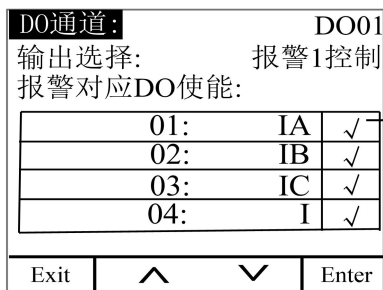 DO通道: DO01
输出选择: 报警1控制
报警对应DO使能:
01: IA √
02: IB √
03: IC √
04: I √
Exit ∧ ∨ Enter